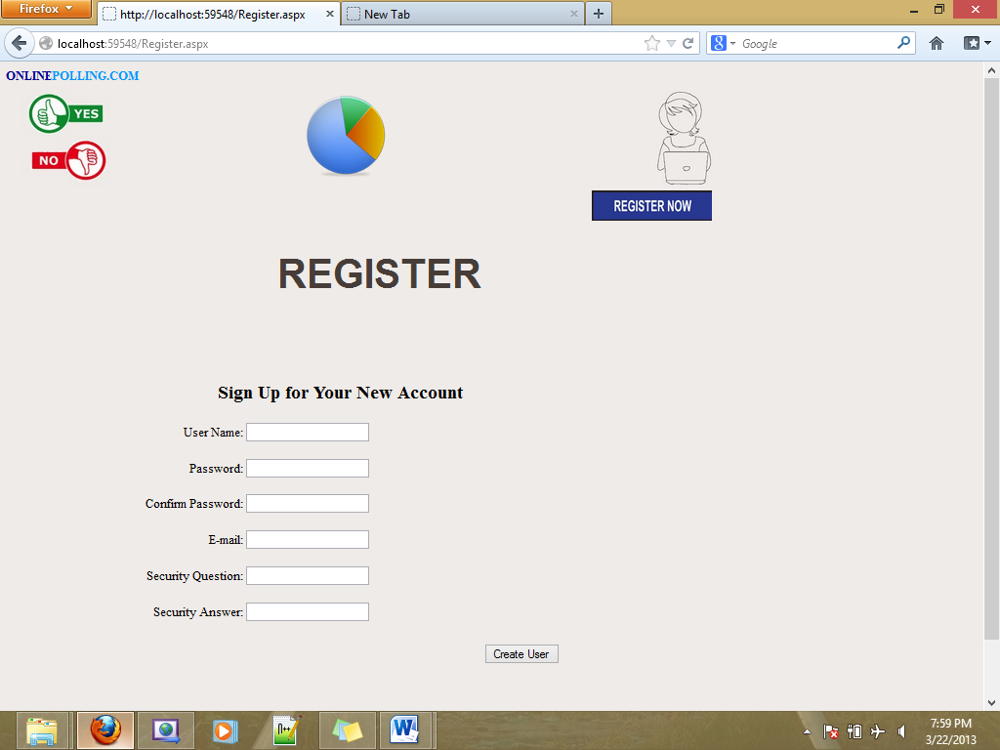 Firefox
http://localhost:59548/Register.aspx
New Tab
localhost:59548/Register.aspx
Google
ONLINEPOLLING.COM
YES
NO
REGISTER NOW
REGISTER
Sign Up for Your New Account
User Name:
Password:
Confirm Password:
E-mail:
Security Question:
Security Answer:
Create User
7:59 PM
3/22/2013